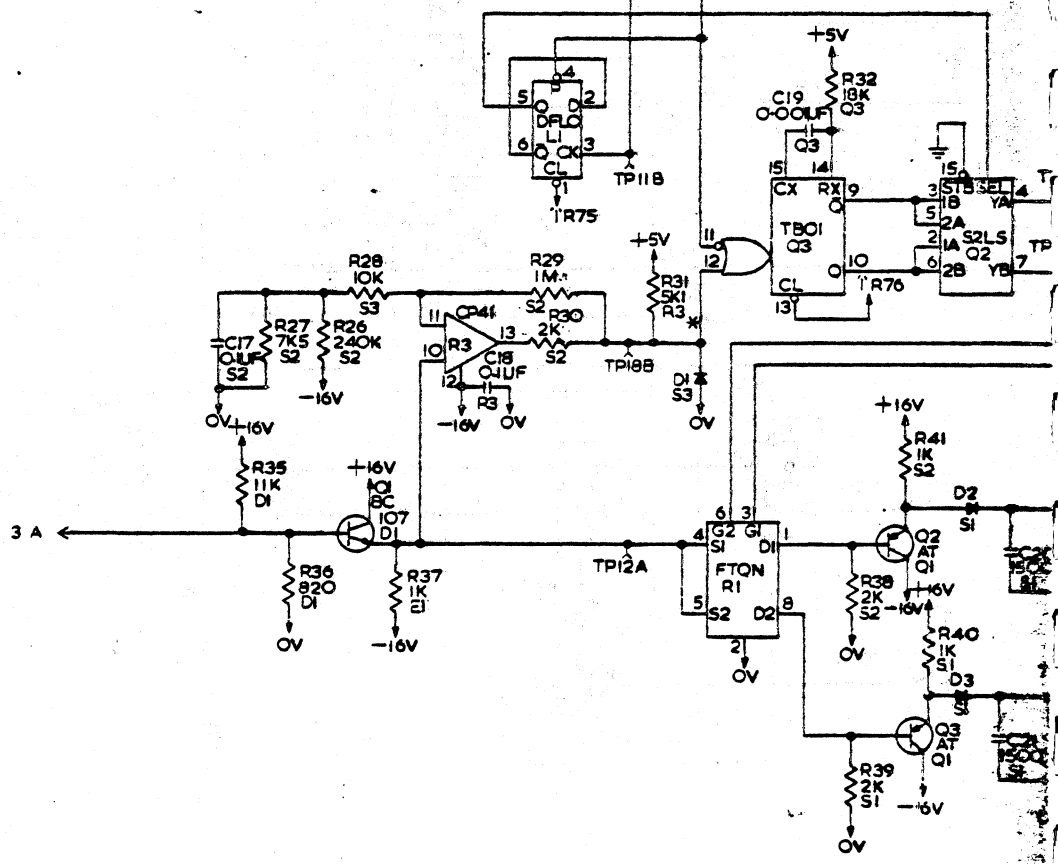 +5V
R32
18K
Q3
C19
0-001UF
Q3
4
5
Q
D
2
DFLO
L1
6
Q
CK
3
CL
1
TR75
TP11B
15
14
CX
RX
9
Q
TBO1
Q3
10
Q
CL
13
TR76
15
STB
SEL
3
1B
YA
4
5
2A
2
1A
S2LS
Q2
6
2B
YB
7
TP
11
12
+5V
R31
5K1
R3
*
R28
10K
S3
R29
1M
S2
R30
2K
S2
CP41
11
R3
13
10
12
C18
0-1UF
R3
-16V
0V
TP18B
D1
S3
0V
C17
0-1UF
S2
R27
7K5
S2
R26
240K
S2
-16V
0V
+16V
R35
11K
D1
+16V
Q1
BC
107
D1
3 A
R36
820
D1
0V
R37
1K
E1
-16V
TP12A
6
3
G2
G1
4
S1
D1
1
FTQN
R1
5
S2
D2
8
2
0V
+16V
R41
1K
S2
D2
S1
Q2
AT
Q1
R38
2K
S2
0V
-16V
+16V
R40
1K
S1
D3
Q3
AT
Q1
R39
2K
S1
0V
-16V